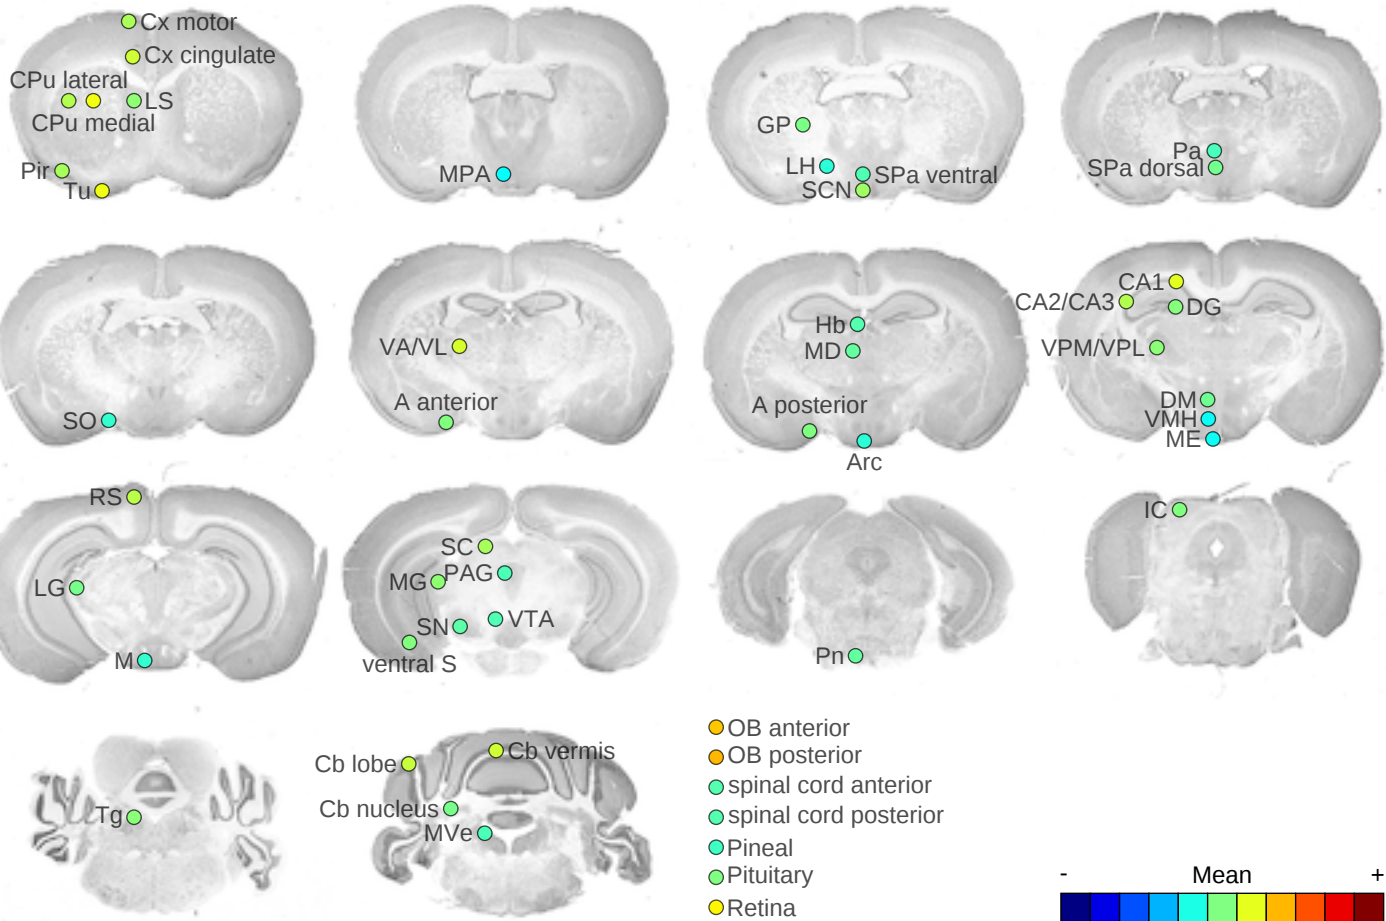 Cx motor
Cx cingulate
CPu lateral
LS
CPu medial
Pir
Tu
MPA
GP
LH
SPa ventral
SCN
Pa
SPa dorsal
SO
VA/VL
A anterior
Hb
MD
A posterior
Arc
CA1
CA2/CA3
DG
VPM/VPL
DM
VMH
ME
RS
LG
M
SC
MG
PAG
SN
VTA
ventral S
Pn
IC
Tg
Cb lobe
Cb vermis
Cb nucleus
MVe
OB anterior
OB posterior
spinal cord anterior
spinal cord posterior
Pineal
Pituitary
Retina
- Mean +